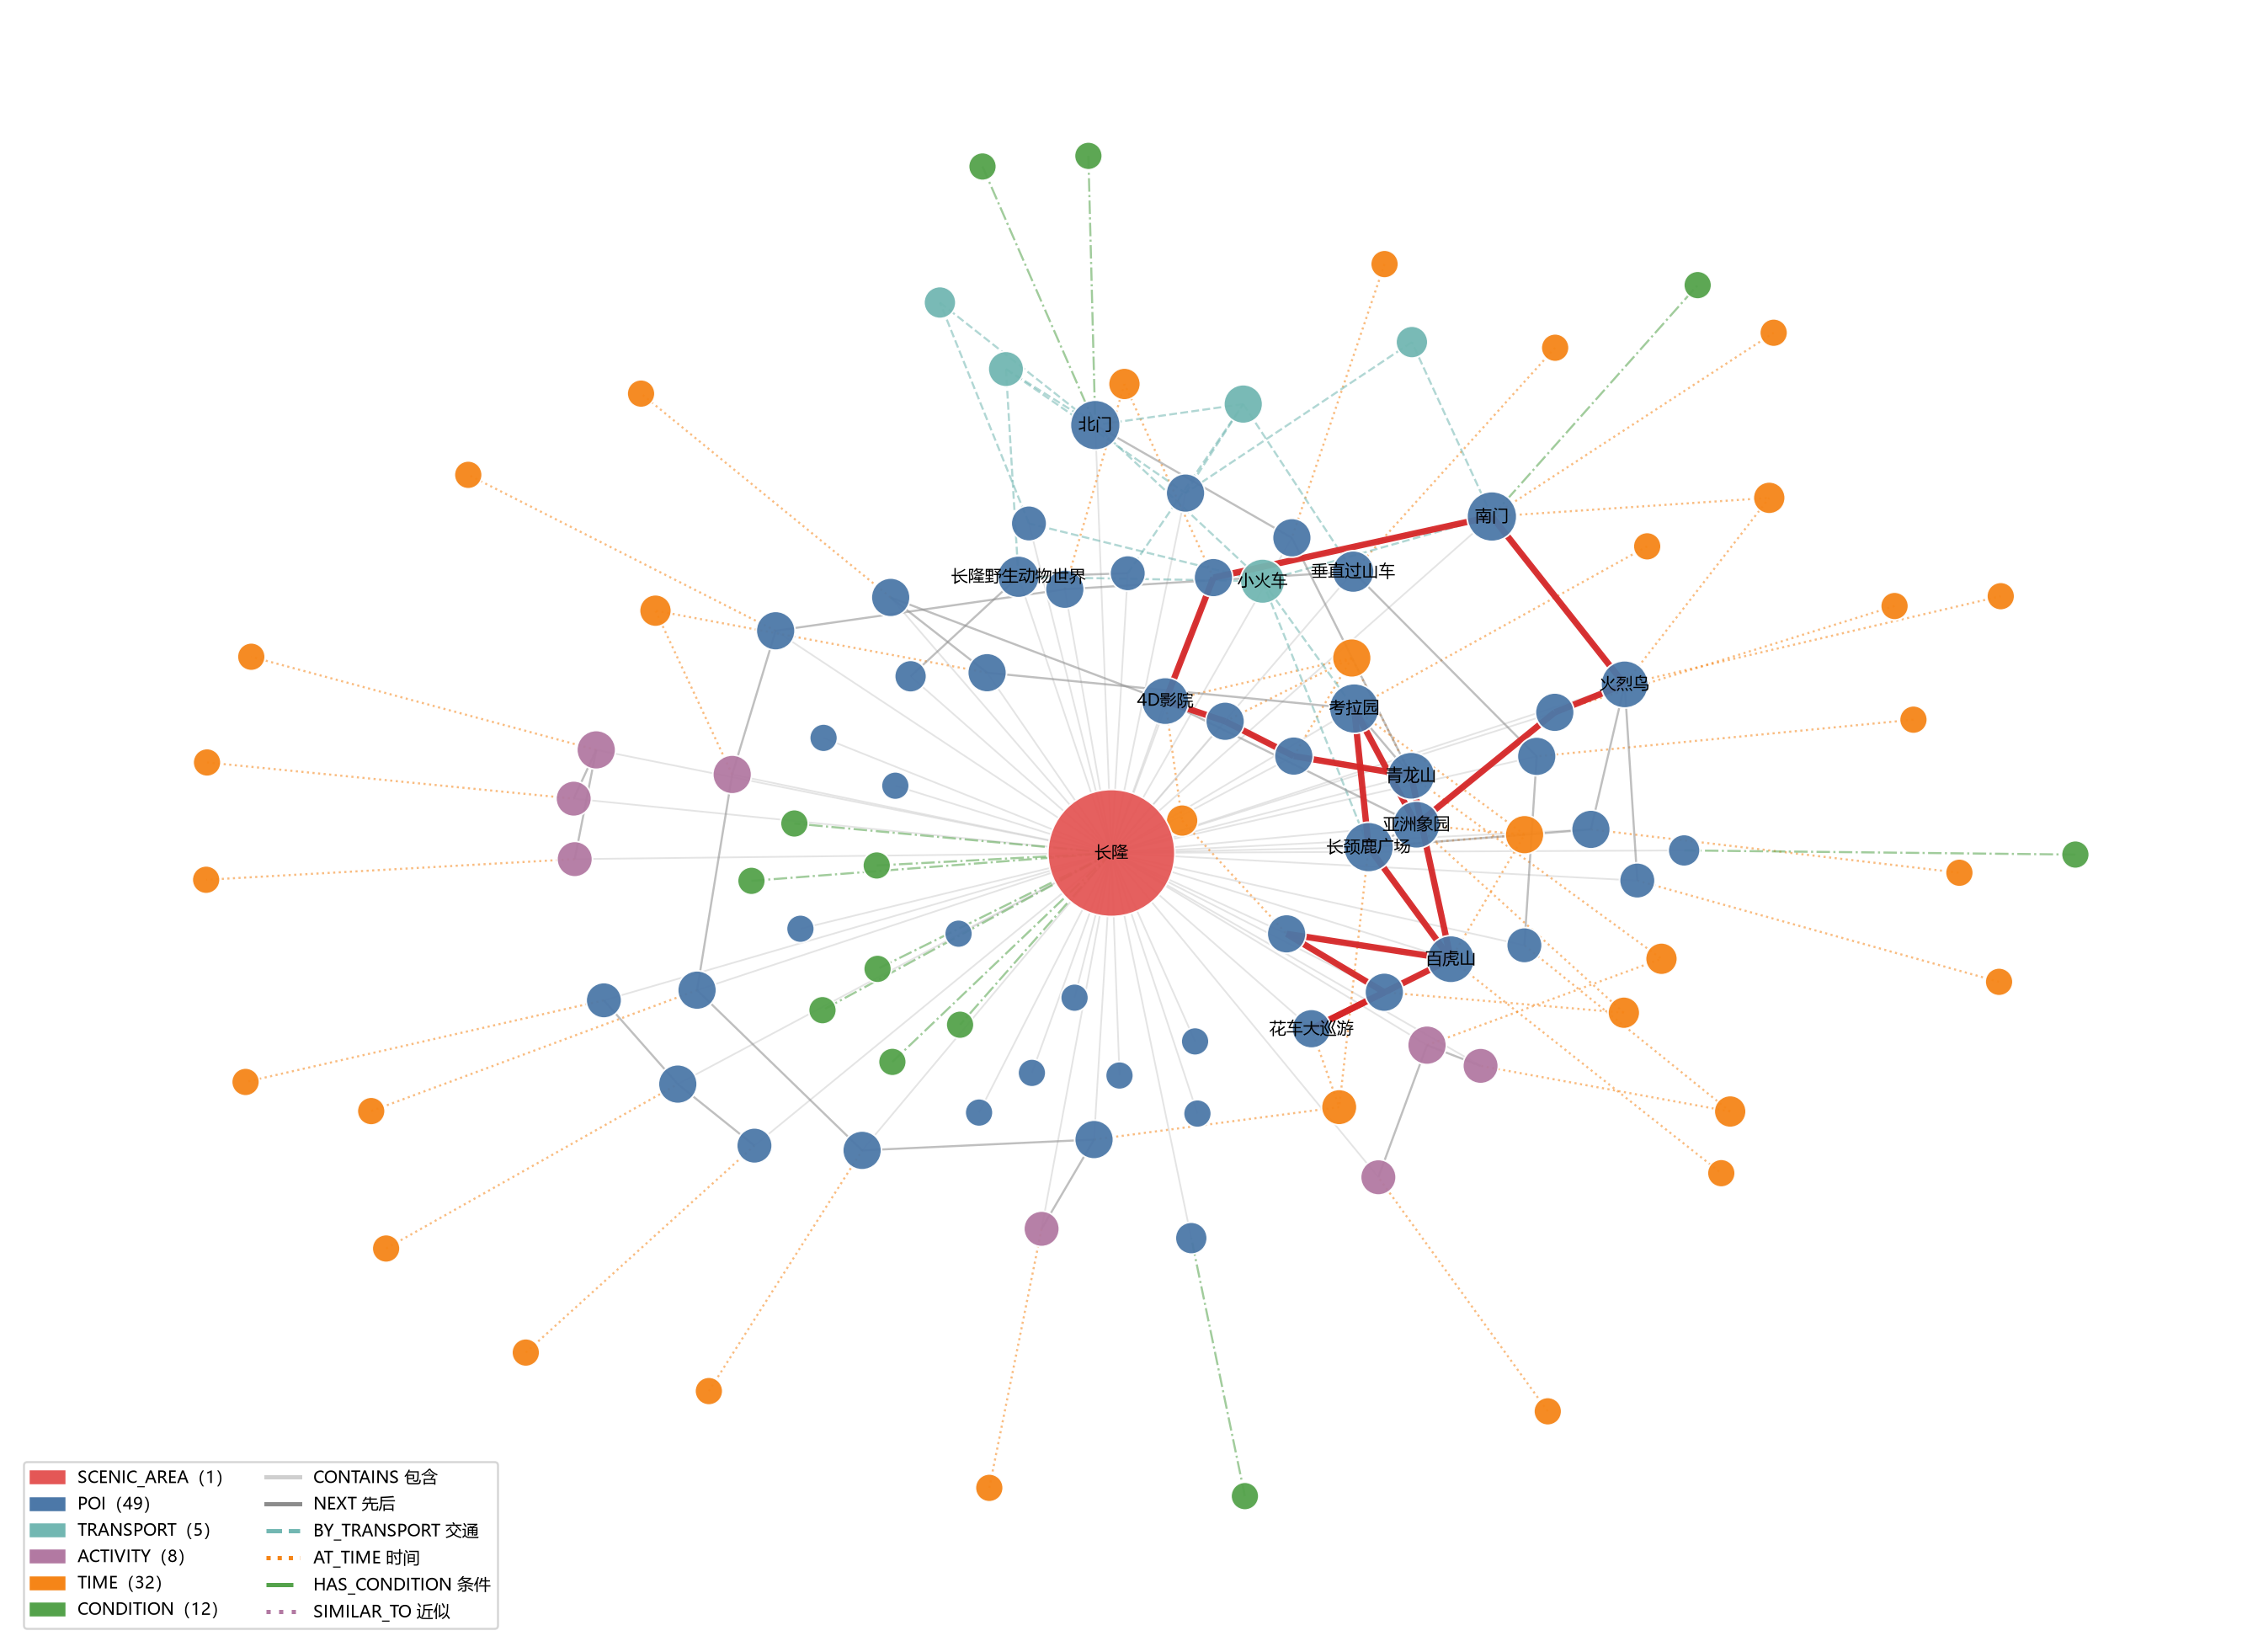 北门
南门
长隆野生动物世界
小火车
垂直过山车
火烈鸟
4D影院
考拉园
青龙山
亚洲象园
长颈鹿广场
长隆
百虎山
花车大巡游
SCENIC_AREA（1）
POI（49）
TRANSPORT（5）
ACTIVITY（8）
TIME（32）
CONDITION（12）
CONTAINS 包含
NEXT 先后
BY_TRANSPORT 交通
AT_TIME 时间
HAS_CONDITION 条件
SIMILAR_TO 近似